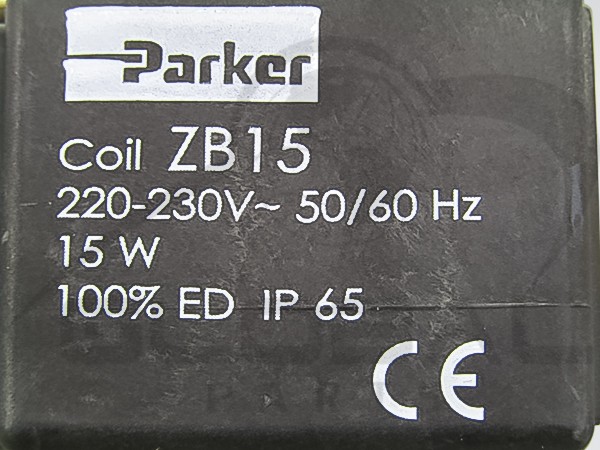 Parker
Coil ZB15
220-230V~ 50/60 Hz
15 W
100% ED IP 65
CE